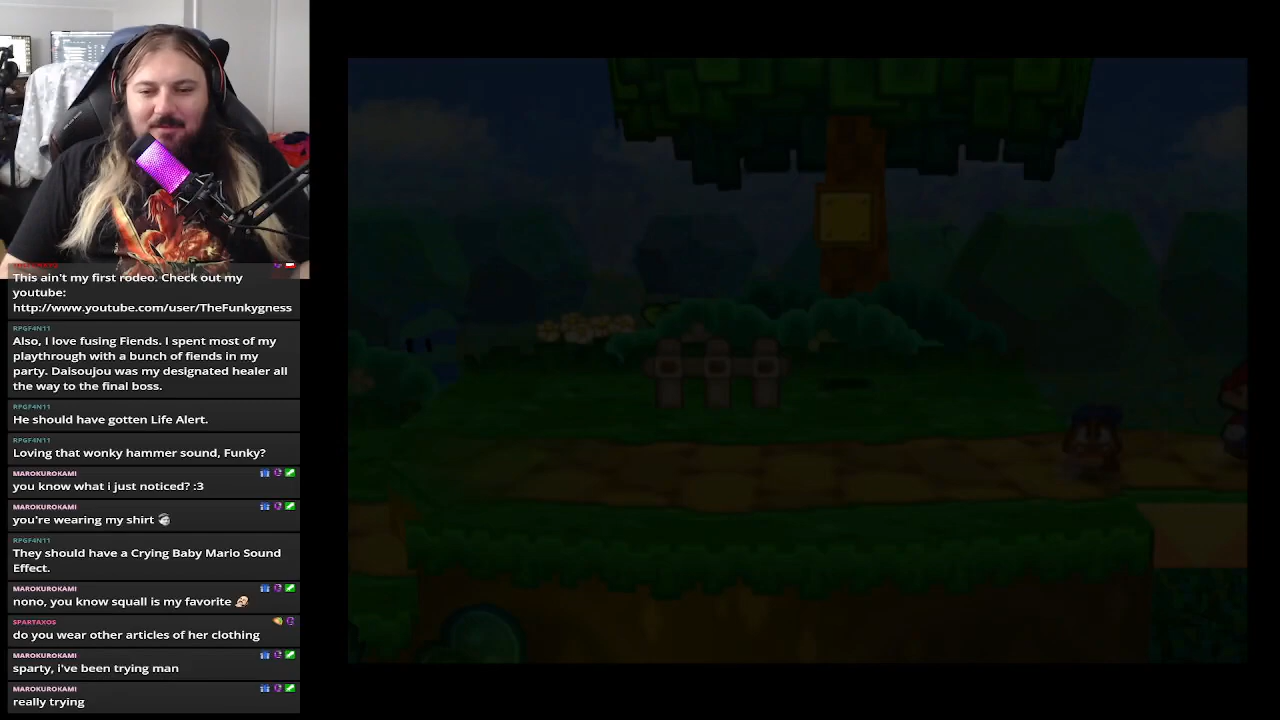 This ain't my first rodeo. Check out my
youtube:
http://www.youtube.com/user/TheFunkygness
RPGF4N11
Also, I love fusing Fiends. I spent most of my
playthrough with a bunch of fiends in my
party. Daisoujou was my designated healer all
the way to the final boss.
RPGF4N11
He should have gotten Life Alert.
RPGF4N11
Loving that wonky hammer sound, Funky?
MAROKUROKAMI
you know what i just noticed? :3
MAROKUROKAMI
you're wearing my shirt
RPGF4N11
They should have a Crying Baby Mario Sound
Effect.
MAROKUROKAMI
nono, you know squall is my favorite
SPARTAXOS
do you wear other articles of her clothing
MAROKUROKAMI
sparty, i've been trying man
MAROKUROKAMI
really trying